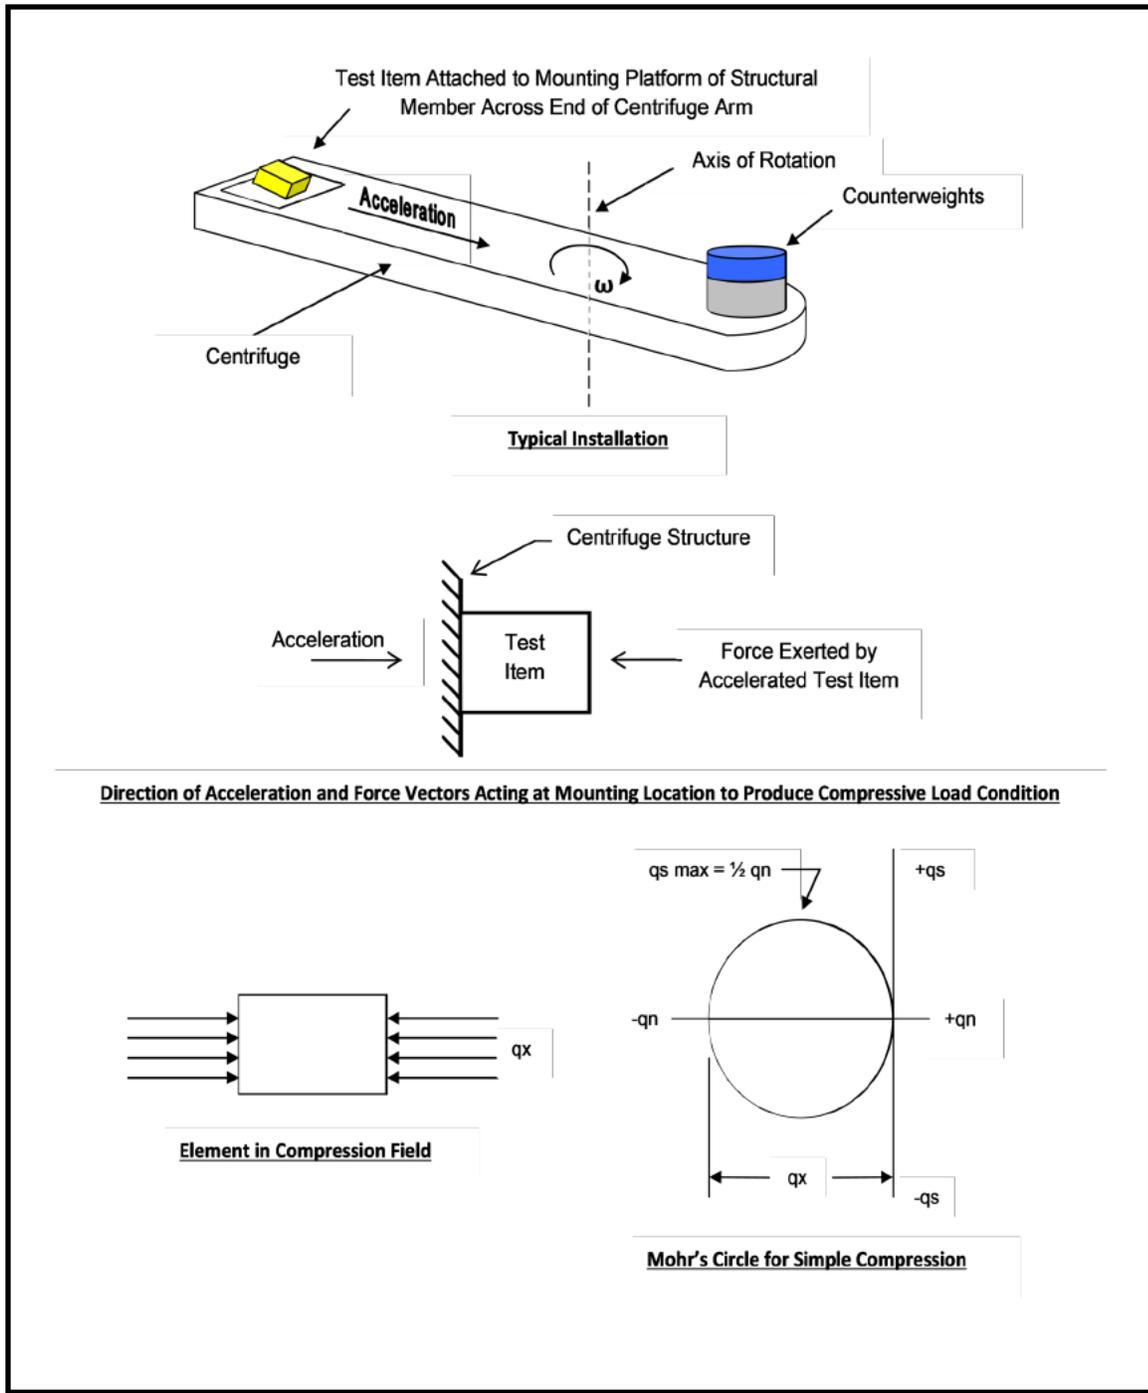 Test Item Attached to Mounting Platform of Structural
Member Across End of Centrifuge Arm
Axis of Rotation
Counterweights
Acceleration
ω
Centrifuge
Typical Installation
Centrifuge Structure
Acceleration
Test
Item
Force Exerted by
Accelerated Test Item
Direction of Acceleration and Force Vectors Acting at Mounting Location to Produce Compressive Load Condition
qs max = ½ qn
+qs
-qn
+qn
qx
Element in Compression Field
qx
-qs
Mohr's Circle for Simple Compression